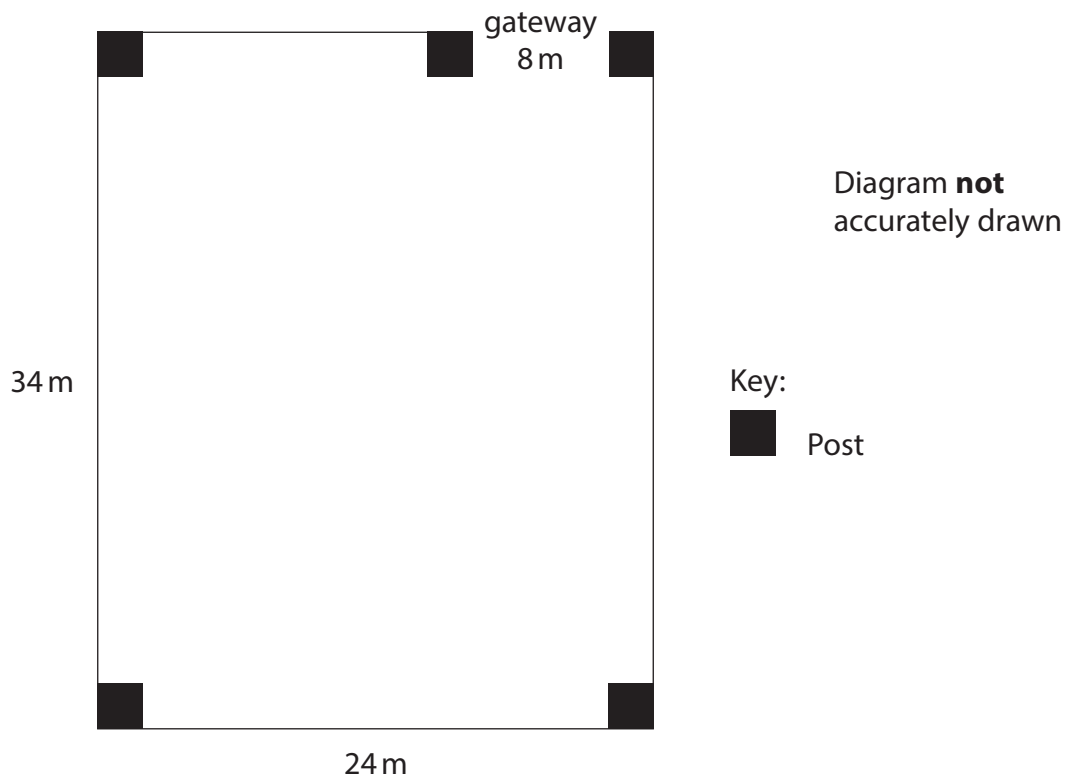 gateway
8 m
Diagram not
accurately drawn
34 m
Key:
Post
24 m